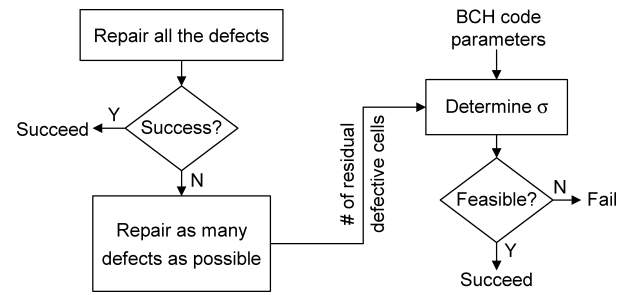 Repair all the defects
Success?
Y
Succeed
N
Repair as many
defects as possible
# of residual
defective cells
BCH code
parameters
Determine σ
Feasible?
N
Fail
Y
Succeed